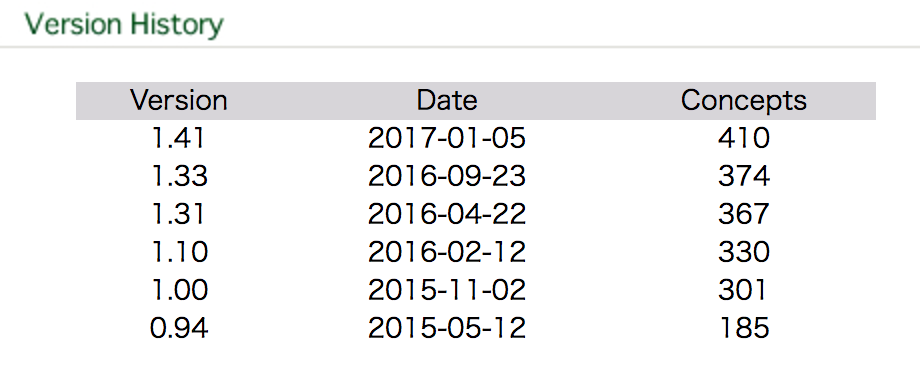 Version History
Version Date Concepts
1.41 2017-01-05 410
1.33 2016-09-23 374
1.31 2016-04-22 367
1.10 2016-02-12 330
1.00 2015-11-02 301
0.94 2015-05-12 185